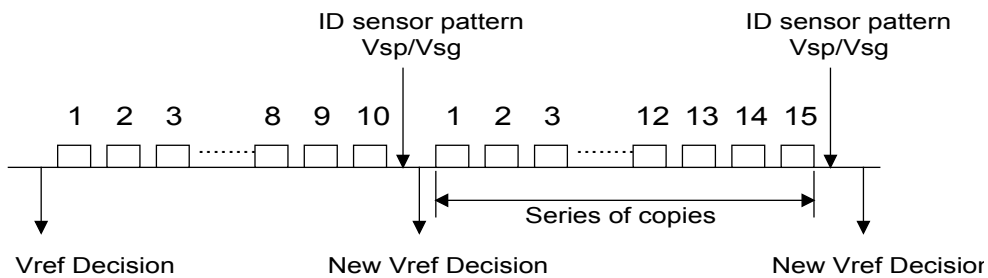 ID sensor pattern
Vsp/Vsg
ID sensor pattern
Vsp/Vsg
1 2 3 8 9 10 1 2 3 12 13 14 15
Series of copies
Vref Decision
New Vref Decision
New Vref Decision